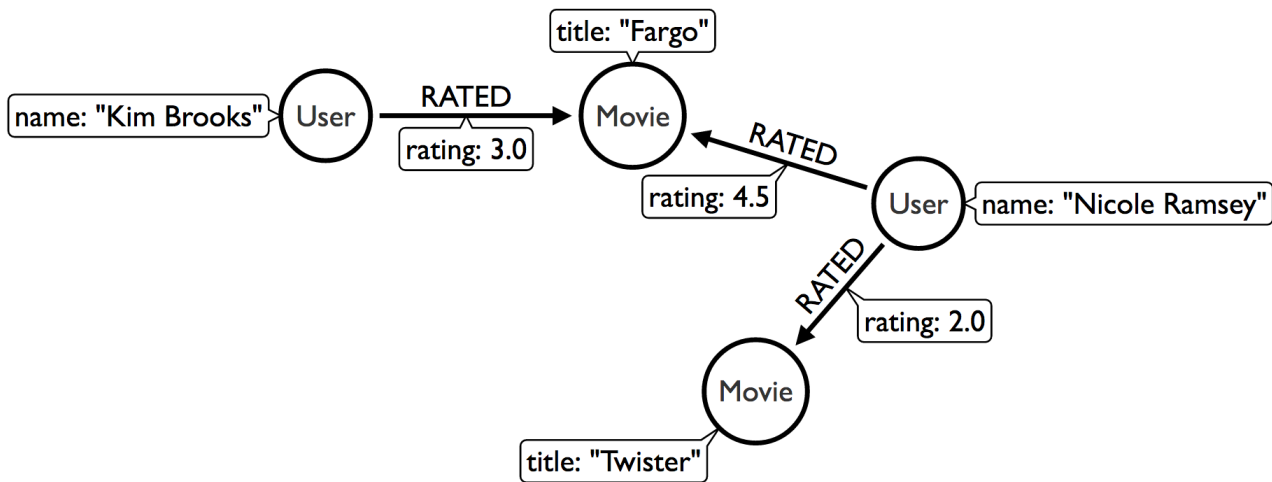 title: "Fargo"
name: "Kim Brooks"
User
RATED
rating: 3.0
Movie
RATED
rating: 4.5
User
name: "Nicole Ramsey"
RATED
rating: 2.0
Movie
title: "Twister"